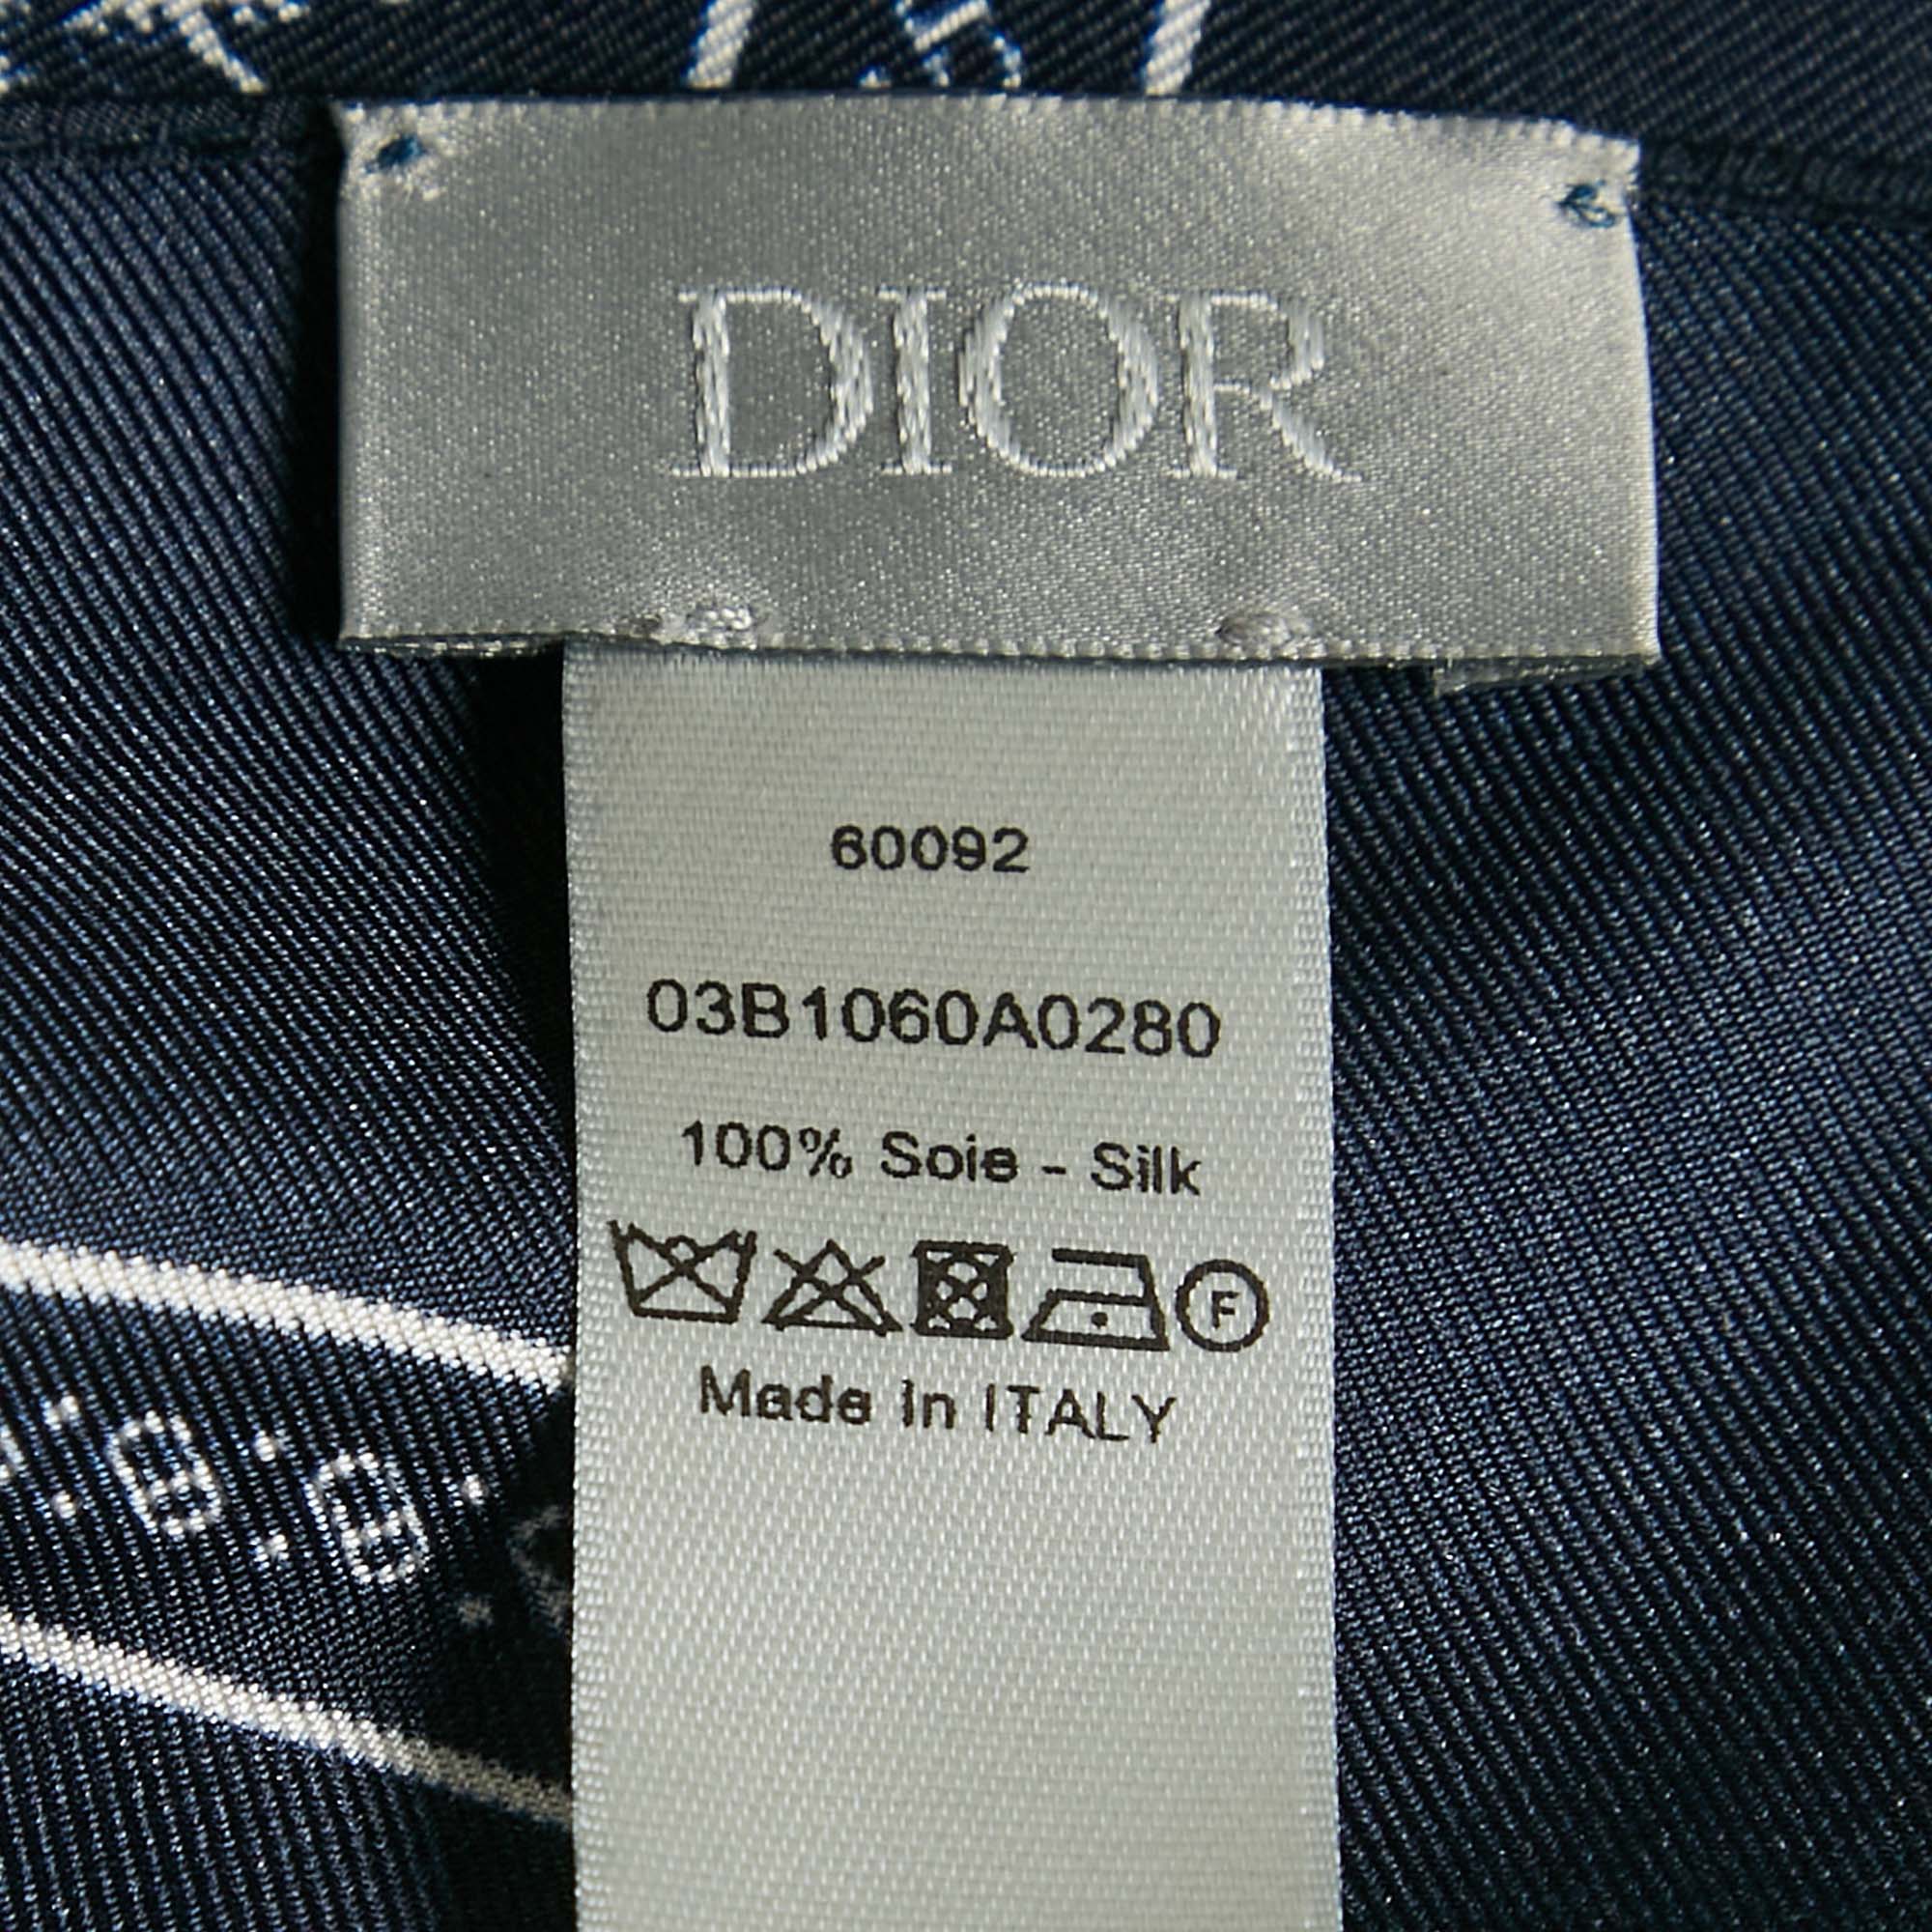 DIOR
60092
03B1060A0280
100% Soie - Silk
F
Made in ITALY